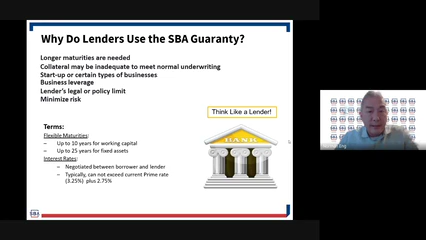 Why Do Lenders Use the SBA Guaranty?
Longer maturities are needed
Collateral may be inadequate to meet normal underwriting
Start-up or certain types of businesses
Business leverage
Lender's legal or policy limit
Minimize risk
Think Like a Lender!
BANK
Terms:
Flexible Maturities:
– Up to 10 years for working capital
– Up to 25 years for fixed assets
Interest Rates:
– Negotiated between borrower and lender
– Typically, can not exceed current Prime rate
(3.25%) plus 2.75%
SBA